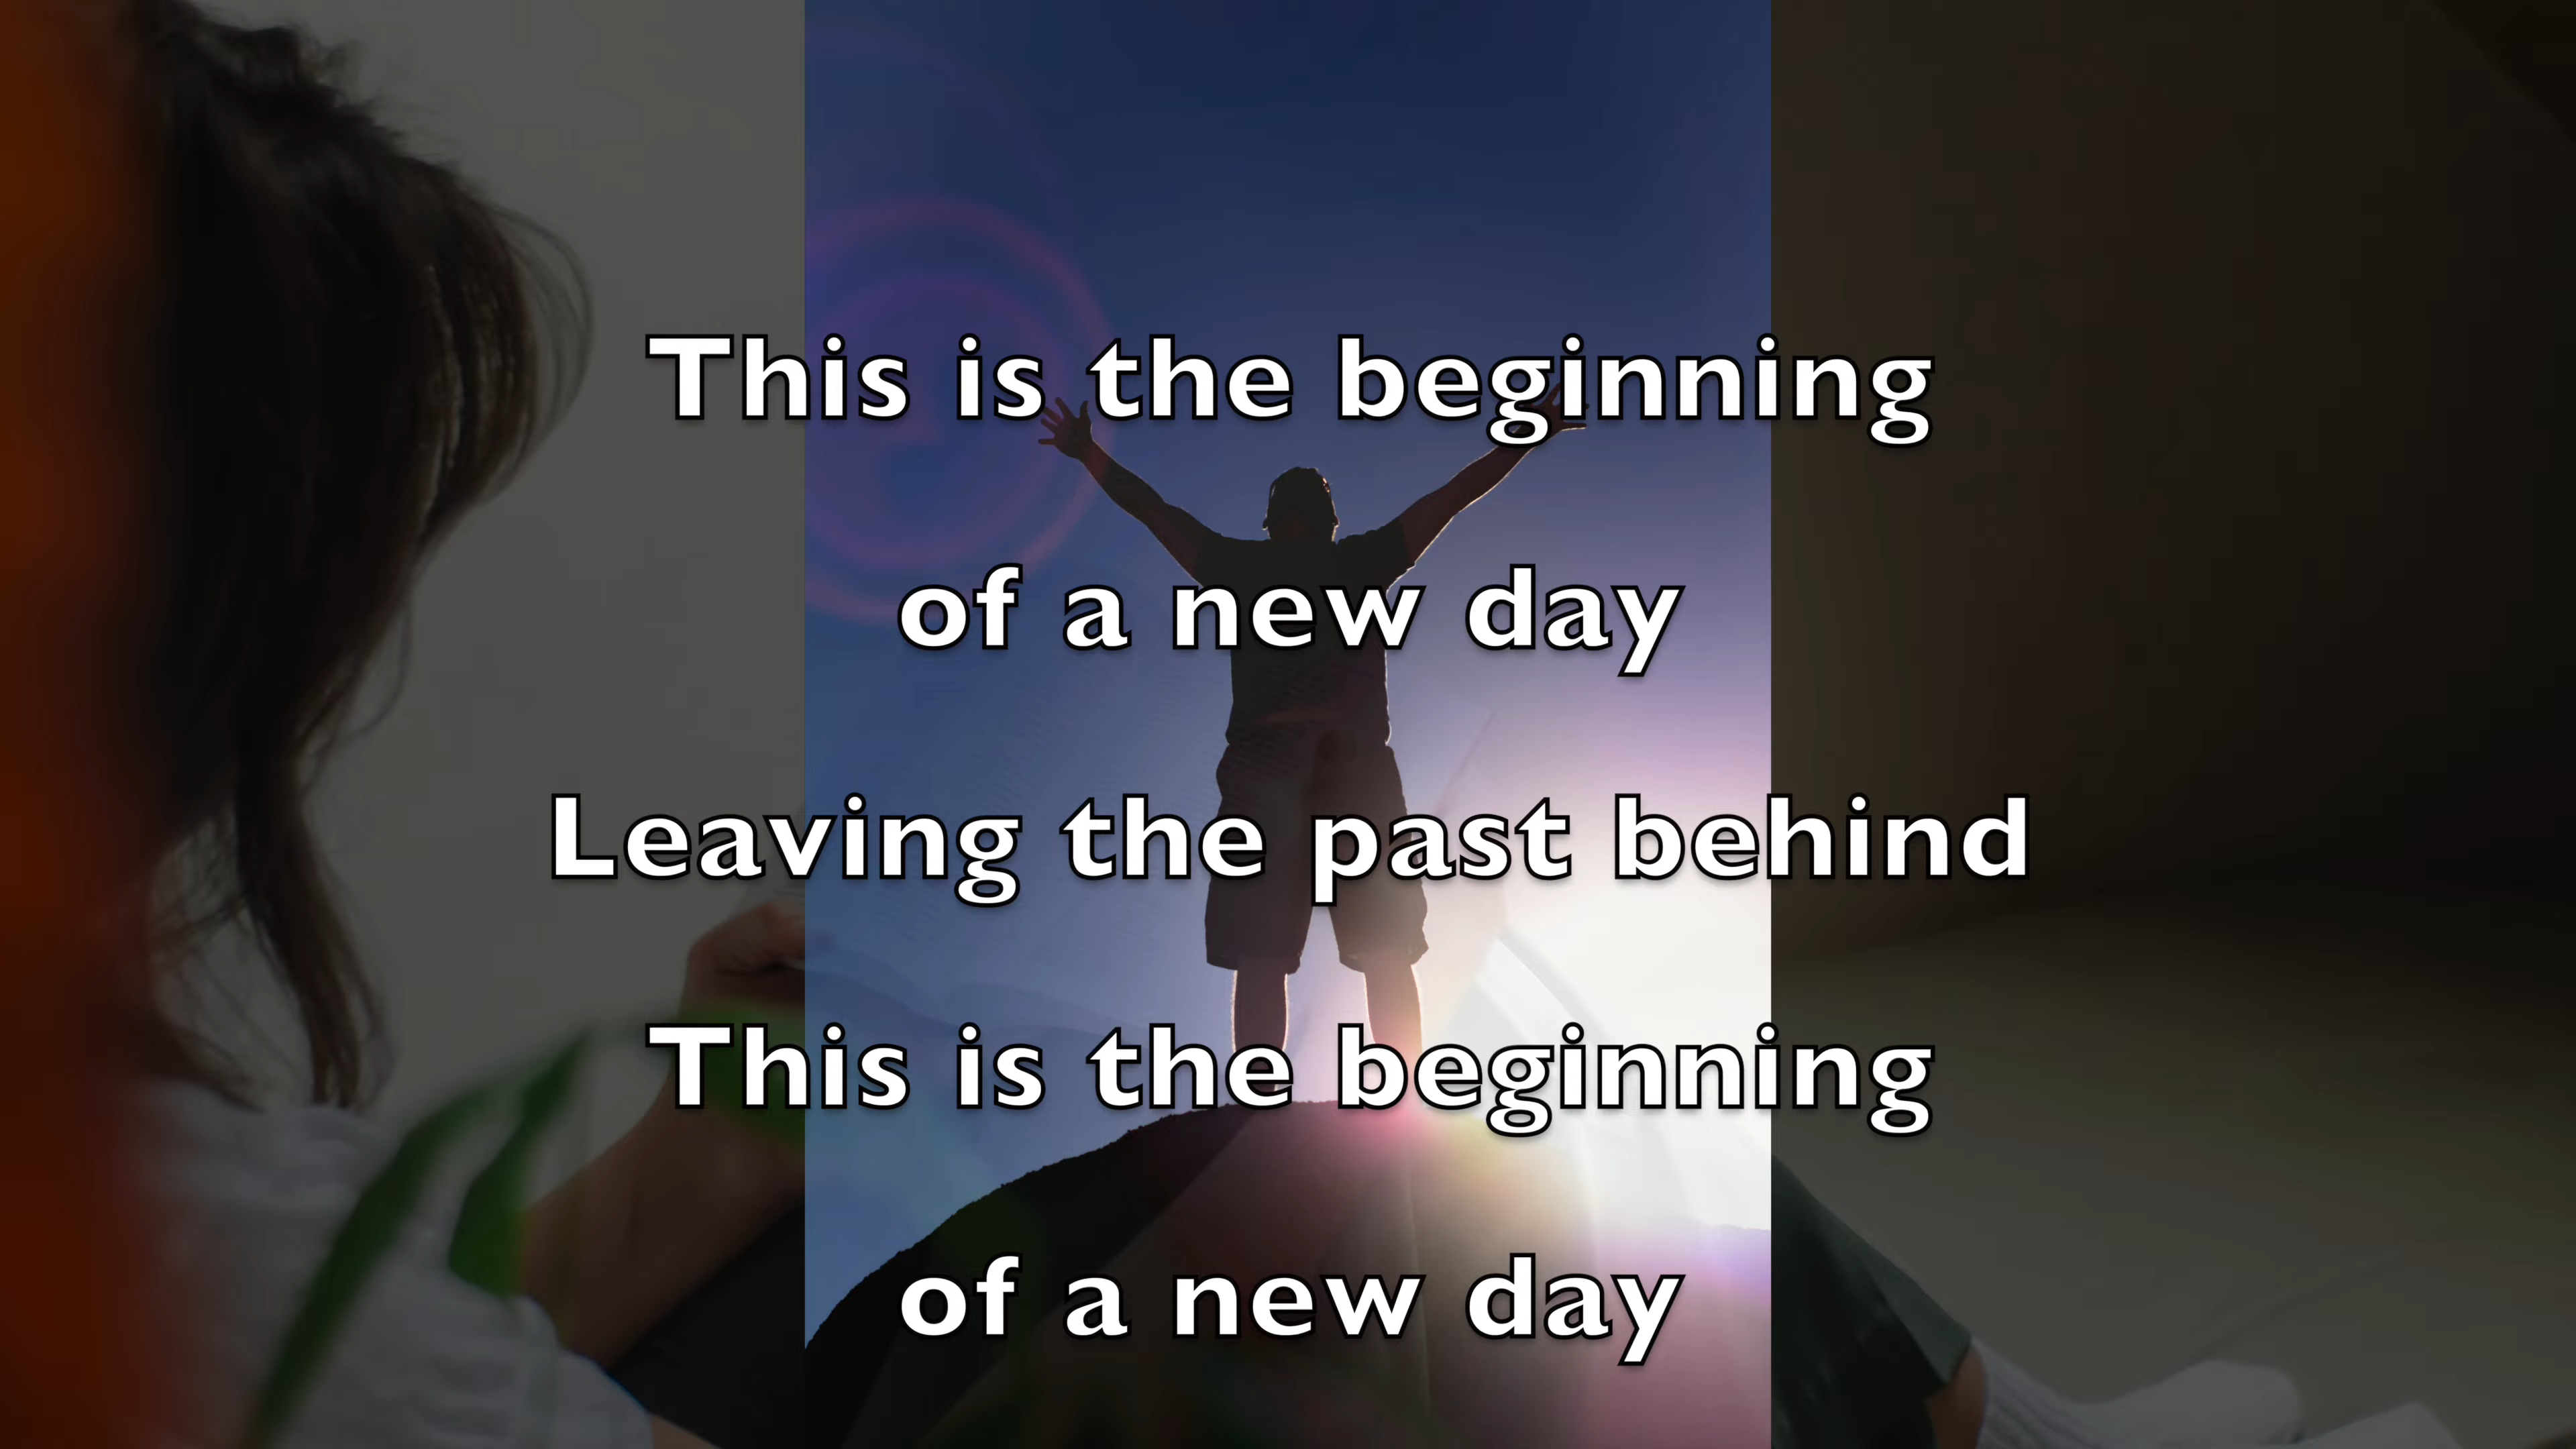 This is the beginning
of a new day
Leaving the past behind
This is the beginning
of a new day